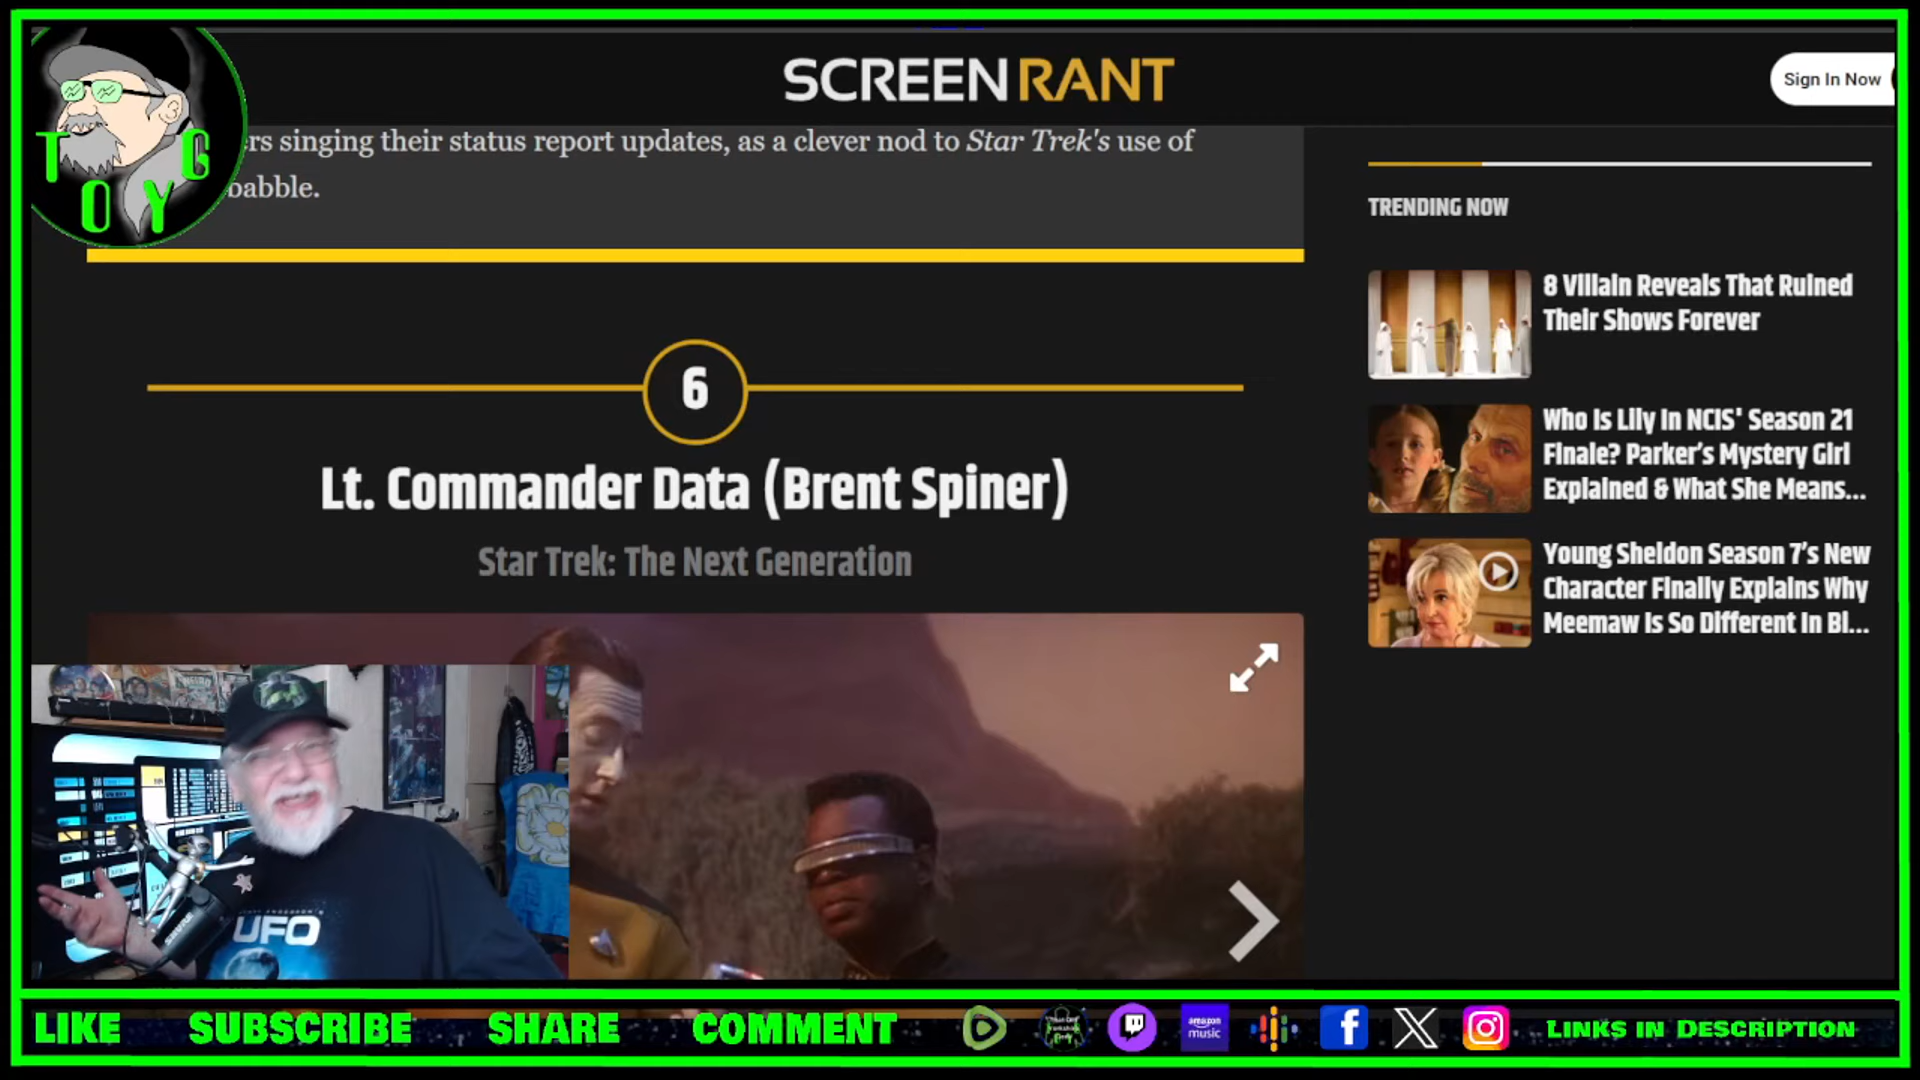 SCREENRANT
Sign In Now
T O Y G
ers singing their status report updates, as a clever nod to Star Trek's use of
babble.
TRENDING NOW
8 Villain Reveals That Ruined
Their Shows Forever
6
Who Is Lily In NCIS' Season 21
Finale? Parker's Mystery Girl
Explained & What She Means...
Lt. Commander Data (Brent Spiner)
Star Trek: The Next Generation
Young Sheldon Season 7's New
Character Finally Explains Why
Meemaw Is So Different In Bi...
UFO
LIKE SUBSCRIBE SHARE COMMENT
amazon
music
LINKS IN DESCRIPTION